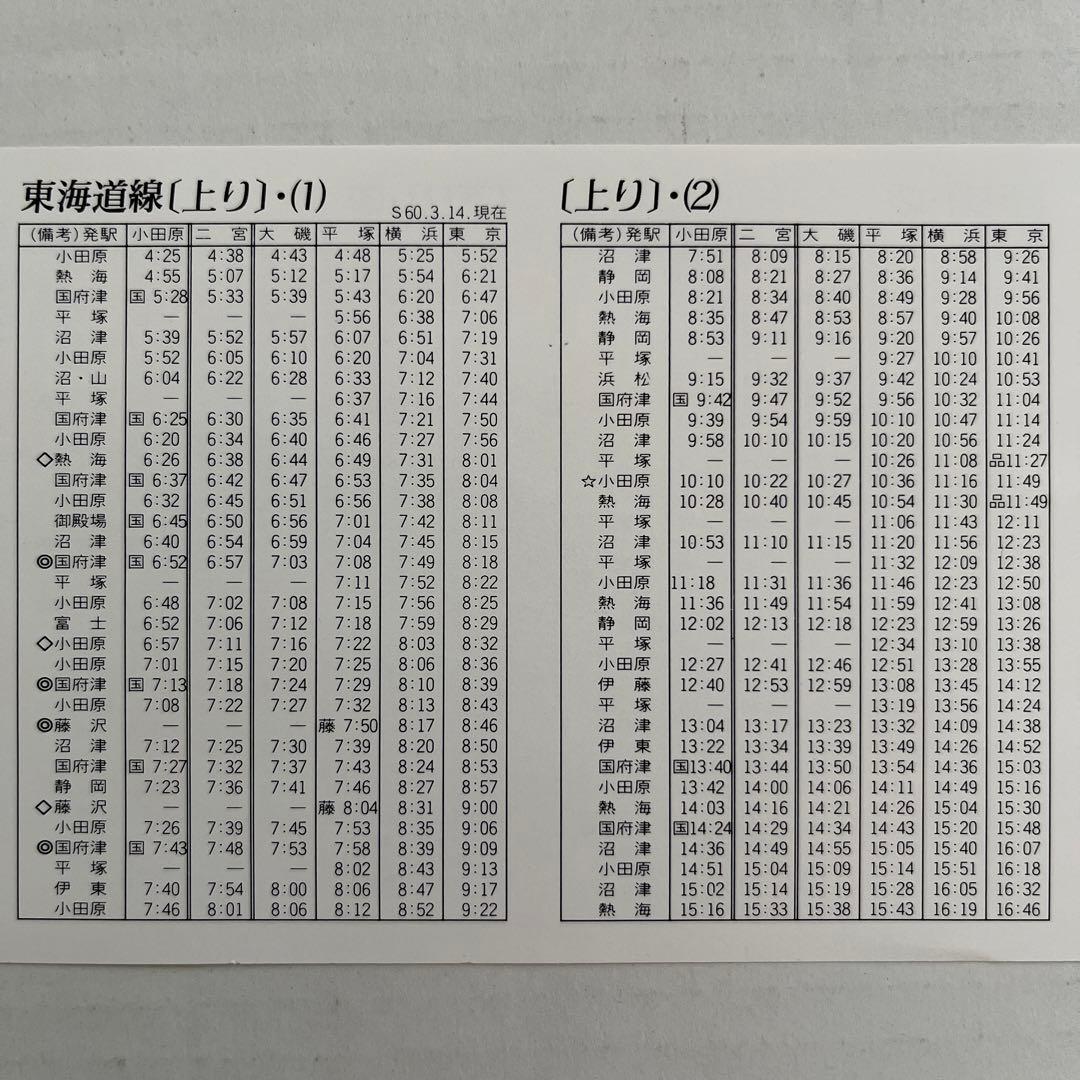 東海道線〔上り〕・(1)
S60.3.14.現在
(備考)発駅 小田原 二宮 大磯 平塚 横浜 東京
小田原 4:25 4:38 4:43 4:48 5:25 5:52
熱海 4:55 5:07 5:12 5:17 5:54 6:21
国府津 国 5:28 5:33 5:39 5:43 6:20 6:47
平塚 — — — 5:56 6:38 7:06
沼津 5:39 5:52 5:57 6:07 6:51 7:19
小田原 5:52 6:05 6:10 6:20 7:04 7:31
沼・山 6:04 6:22 6:28 6:33 7:12 7:40
平塚 — — — 6:37 7:16 7:44
国府津 国 6:25 6:30 6:35 6:41 7:21 7:50
小田原 6:20 6:34 6:40 6:46 7:27 7:56
◇熱海 6:26 6:38 6:44 6:49 7:31 8:01
国府津 国 6:37 6:42 6:47 6:53 7:35 8:04
小田原 6:32 6:45 6:51 6:56 7:38 8:08
御殿場 国 6:45 6:50 6:56 7:01 7:42 8:11
沼津 6:40 6:54 6:59 7:04 7:45 8:15
◎国府津 国 6:52 6:57 7:03 7:08 7:49 8:18
平塚 — — — 7:11 7:52 8:22
小田原 6:48 7:02 7:08 7:15 7:56 8:25
富士 6:52 7:06 7:12 7:18 7:59 8:29
◇小田原 6:57 7:11 7:16 7:22 8:03 8:32
小田原 7:01 7:15 7:20 7:25 8:06 8:36
◎国府津 国 7:13 7:18 7:24 7:29 8:10 8:39
小田原 7:08 7:22 7:27 7:32 8:13 8:43
◎藤沢 — — — 藤 7:50 8:17 8:46
沼津 7:12 7:25 7:30 7:39 8:20 8:50
国府津 国 7:27 7:32 7:37 7:43 8:24 8:53
静岡 7:23 7:36 7:41 7:46 8:27 8:57
◇藤沢 — — — 藤 8:04 8:31 9:00
小田原 7:26 7:39 7:45 7:53 8:35 9:06
◎国府津 国 7:43 7:48 7:53 7:58 8:39 9:09
平塚 — — — 8:02 8:43 9:13
伊東 7:40 7:54 8:00 8:06 8:47 9:17
小田原 7:46 8:01 8:06 8:12 8:52 9:22
〔上り〕・(2)
(備考)発駅 小田原 二宮 大磯 平塚 横浜 東京
沼津 7:51 8:09 8:15 8:20 8:58 9:26
静岡 8:08 8:21 8:27 8:36 9:14 9:41
小田原 8:21 8:34 8:40 8:49 9:28 9:56
熱海 8:35 8:47 8:53 8:57 9:40 10:08
静岡 8:53 9:11 9:16 9:20 9:57 10:26
平塚 — — — 9:27 10:10 10:41
浜松 9:15 9:32 9:37 9:42 10:24 10:53
国府津 国 9:42 9:47 9:52 9:56 10:32 11:04
小田原 9:39 9:54 9:59 10:10 10:47 11:14
沼津 9:58 10:10 10:15 10:20 10:56 11:24
平塚 — — — 10:26 11:08 品11:27
☆小田原 10:10 10:22 10:27 10:36 11:16 11:49
熱海 10:28 10:40 10:45 10:54 11:30 品11:49
平塚 — — — 11:06 11:43 12:11
沼津 10:53 11:10 11:15 11:20 11:56 12:23
平塚 — — — 11:32 12:09 12:38
小田原 11:18 11:31 11:36 11:46 12:23 12:50
熱海 11:36 11:49 11:54 11:59 12:41 13:08
静岡 12:02 12:13 12:18 12:23 12:59 13:26
平塚 — — — 12:34 13:10 13:38
小田原 12:27 12:41 12:46 12:51 13:28 13:55
伊藤 12:40 12:53 12:59 13:08 13:45 14:12
平塚 — — — 13:19 13:56 14:24
沼津 13:04 13:17 13:23 13:32 14:09 14:38
伊東 13:22 13:34 13:39 13:49 14:26 14:52
国府津 国13:40 13:44 13:50 13:54 14:36 15:03
小田原 13:42 14:00 14:06 14:11 14:49 15:16
熱海 14:03 14:16 14:21 14:26 15:04 15:30
国府津 国14:24 14:29 14:34 14:43 15:20 15:48
沼津 14:36 14:49 14:55 15:05 15:40 16:07
小田原 14:51 15:04 15:09 15:14 15:51 16:18
沼津 15:02 15:14 15:19 15:28 16:05 16:32
熱海 15:16 15:33 15:38 15:43 16:19 16:46